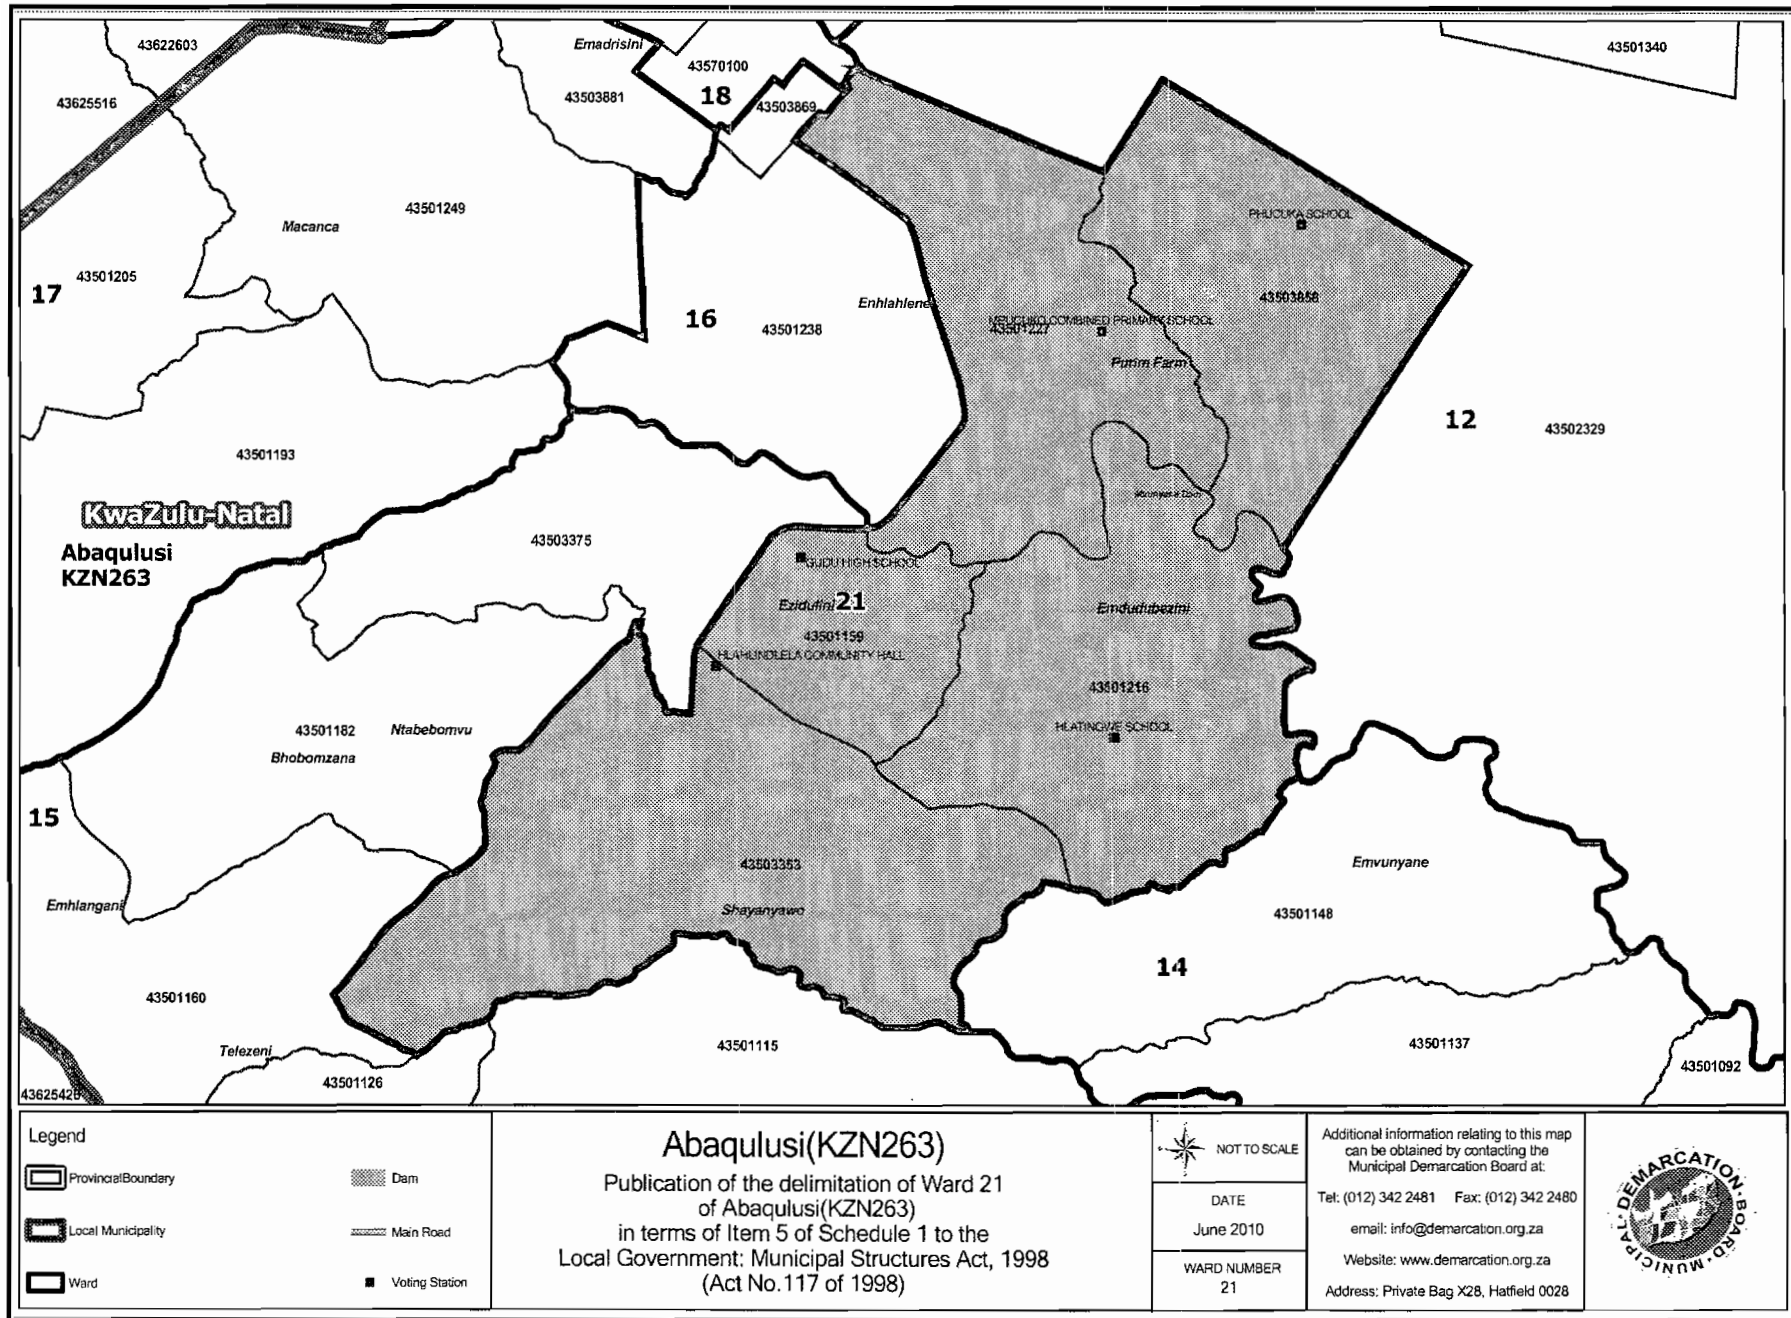 43622603
Emadrisini
43501340
43570100
43625516
43503881
18
43503869
43501249
Macanca
PHUCUKA SCHOOL
43501205
17
43503858
Enhlahlene
16
43501238
COMBINED PRIMARY SCHOOL
43501227
Purim Farm
12
43502329
43501193
KwaZulu-Natal
Abaqulusi
KZN263
43503375
GUDU HIGH SCHOOL
21
Emdudubezini
43501159
HLAHLINDLELA COMMUNITY HALL
43501216
HLATINGWE SCHOOL
43501182
Ntabebomvu
Bhobomzana
15
43503353
Emvunyane
Emhlangani
Shayanyawo
43501148
14
43501160
43501115
43501137
Telezeni
43501126
43501092
Legend
ProvincialBoundary
Dam
Local Municipality
Main Road
Ward
Voting Station
Abaqulusi(KZN263)
Publication of the delimitation of Ward 21
of Abaqulusi(KZN263)
in terms of Item 5 of Schedule 1 to the
Local Government: Municipal Structures Act, 1998
(Act No.117 of 1998)
NOT TO SCALE
DATE
June 2010
WARD NUMBER
21
Additional information relating to this map
can be obtained by contacting the
Municipal Demarcation Board at:
Tel: (012) 342 2481 Fax: (012) 342 2480
email: info@demarcation.org.za
Website: www.demarcation.org.za
Address: Private Bag X28, Hatfield 0028
MUNICIPAL DEMARCATION BOARD